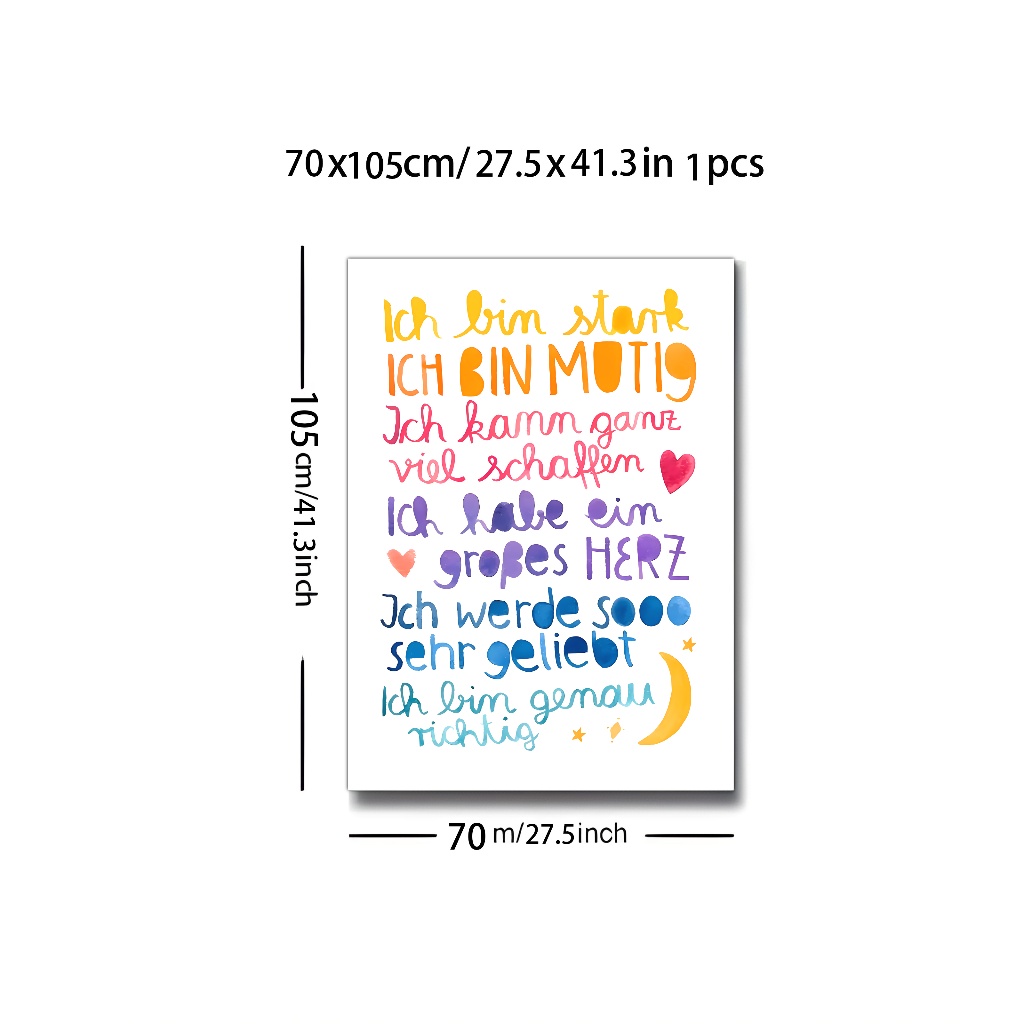 70x105cm/27.5x41.3in 1pcs
105cm/41.3inch
Ich bin stark
ICH BIN MUTIg
Ich kann ganz
viel schaffen
Ich habe ein
großes HERZ
Ich werde sooo
sehr geliebt
Ich bin genau
richtig
70 m/27.5inch